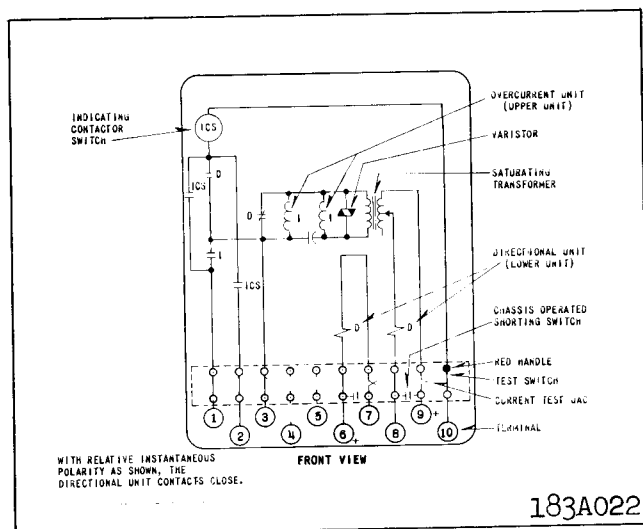 INDICATING
CONTACTOR
SWITCH
ICS
OVERCURRENT UNIT
(UPPER UNIT)
VARISTOR
SATURATING
TRANSFORMER
ICS
D
D
I
I
I
ICS
DIRECTIONAL UNIT
(LOWER UNIT)
D
D
CHASSIS OPERATED
SHORTING SWITCH
RED HANDLE
TEST SWITCH
CURRENT TEST JAC
TERMINAL
1
2
3
4
5
6 +
7
8
9 +
10
FRONT VIEW
WITH RELATIVE INSTANTANEOUS
POLARITY AS SHOWN, THE
DIRECTIONAL UNIT CONTACTS CLOSE.
183A022